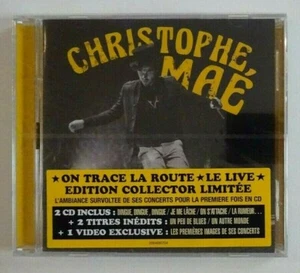 CHRISTOPHE,
MAÉ
★ON TRACE LA ROUTE★LE LIVE★
EDITION COLLECTOR LIMITÉE
L'AMBIANCE SURVOLTEE DE SES CONCERTS POUR LA PREMIERE FOIS EN CD
2 CD INCLUS : DINGUE, DINGUE, DINGUE / JE ME LÂCHE / ON S'ATTACHE / LA RUMEUR...
+ 2 TITRES INÉDITS : UN PEU DE BLUES / UN AUTRE MONDE
+ 1 VIDEO EXCLUSIVE : LES PREMIÈRES IMAGES DE SES CONCERTS